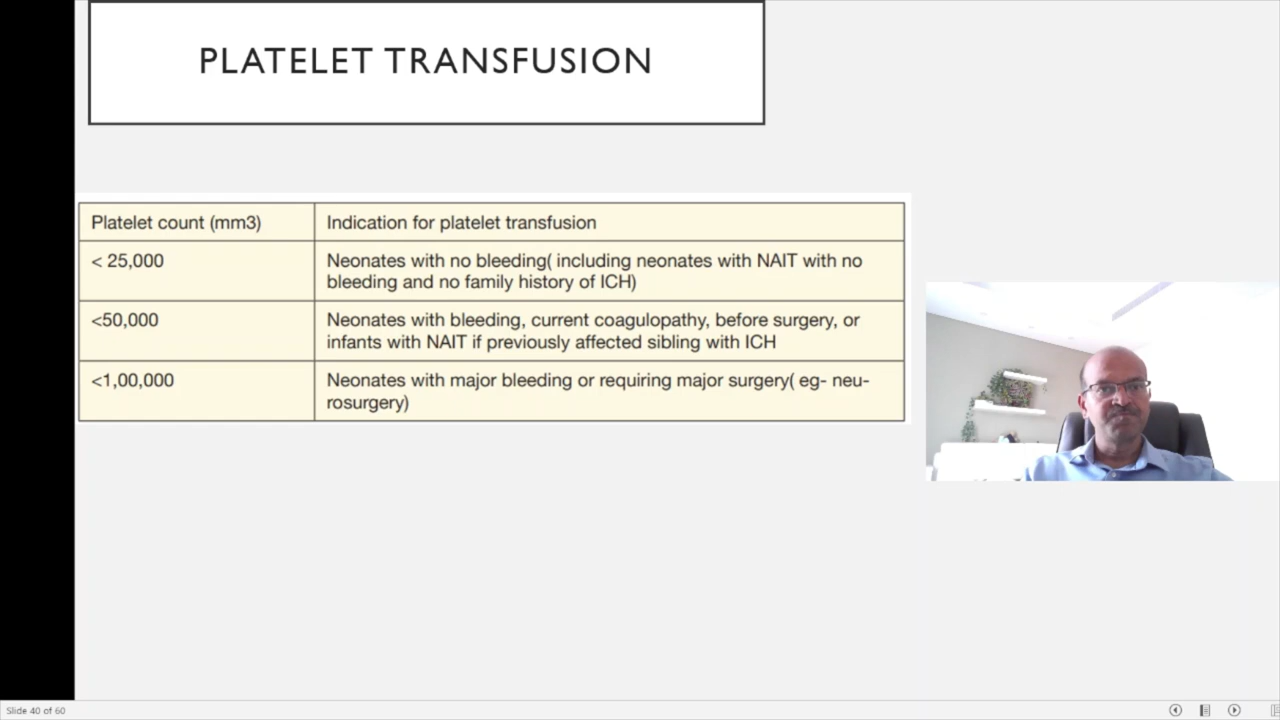 PLATELET TRANSFUSION
Platelet count (mm3)
Indication for platelet transfusion
< 25,000
Neonates with no bleeding( including neonates with NAIT with no
bleeding and no family history of ICH)
<50,000
Neonates with bleeding, current coagulopathy, before surgery, or
infants with NAIT if previously affected sibling with ICH
<1,00,000
Neonates with major bleeding or requiring major surgery( eg- neu-
rosurgery)
Slide 40 of 60